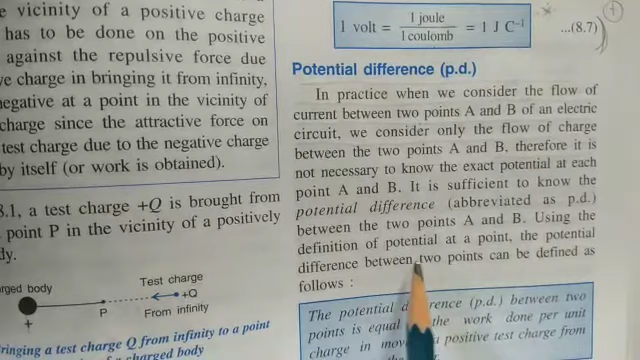 e vicinity of a positive charge
has to be done on the positive
against the repulsive force due
ve charge in bringing it from infinity,
negative at a point in the vicinity of
charge since the attractive force on
test charge due to the negative charge
by itself (or work is obtained).
8.1, a test charge +Q is brought from
point P in the vicinity of a positively
dy.
rged body
Test charge
+Q
P
From infinity
+
ringing a test charge Q from infinity to a point
charged body
1 volt = 1 joule / 1 coulomb = 1 J C⁻¹ ...(8.7)
Potential difference (p.d.)
In practice when we consider the flow of
current between two points A and B of an electric
circuit, we consider only the flow of charge
between the two points A and B, therefore it is
not necessary to know the exact potential at each
point A and B. It is sufficient to know the
potential difference (abbreviated as p.d.)
between the two points A and B. Using the
definition of potential at a point, the potential
difference between two points can be defined as
follows :
The potential d rence (p.d.) between two
points is equal the work done per unit
charge in mov a positive test charge from